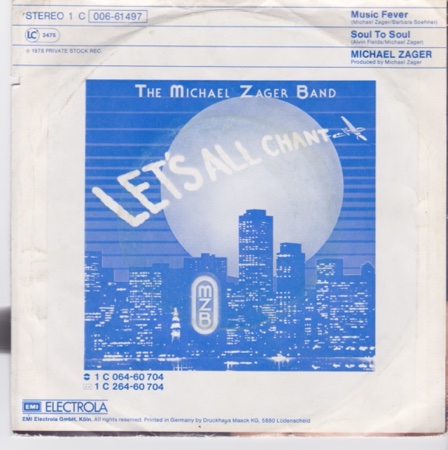 STEREO 1 C 006-61497
LC 3476
℗ 1978 PRIVATE STOCK REC.
Music Fever
(Michael Zager/Barbara Soehner)
Soul To Soul
(Alvin Fields/Michael Zager)
MICHAEL ZAGER
Produced by Michael Zager
THE MICHAEL ZAGER BAND
LET'S ALL CHANT
MZB
1 C 064-60 704
1 C 264-60 704
EMI ELECTROLA
EMI Electrola GmbH, Köln. All rights reserved. Printed in Germany by Druckhaus Maack KG, 5880 Lüdenscheid